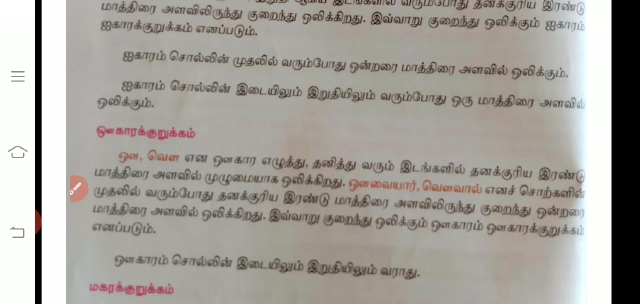 மாத்திரை அளவிலிருந்து குறைந்து ஒலிக்கிறது. இவ்வாறு குறைந்து ஒலிக்கும் ஐகாரம்
ஐகாரக்குறுக்கம் எனப்படும்.
ஐகாரம் சொல்லின் முதலில் வரும்போது ஒன்றரை மாத்திரை அளவில் ஒலிக்கும்.
ஐகாரம் சொல்லின் இடையிலும் இறுதியிலும் வரும்போது ஒரு மாத்திரை அளவில்
ஒலிக்கும்.
ஔகாரக்குறுக்கம்
ஔ, வௌ என ஔகார எழுத்து, தனித்து வரும் இடங்களில் தனக்குரிய இரண்டு
மாத்திரை அளவில் முழுமையாக ஒலிக்கிறது. ஔவையார், வௌவால் எனச் சொற்களின்
முதலில் வரும்போது தனக்குரிய இரண்டு மாத்திரை அளவிலிருந்து குறைந்து ஒன்றரை
மாத்திரை அளவில் ஒலிக்கிறது. இவ்வாறு குறைந்து ஒலிக்கும் ஔகாரம் ஔகாரக்குறுக்கம்
எனப்படும்.
ஔகாரம் சொல்லின் இடையிலும் இறுதியிலும் வராது.
மகரக்குறுக்கம்